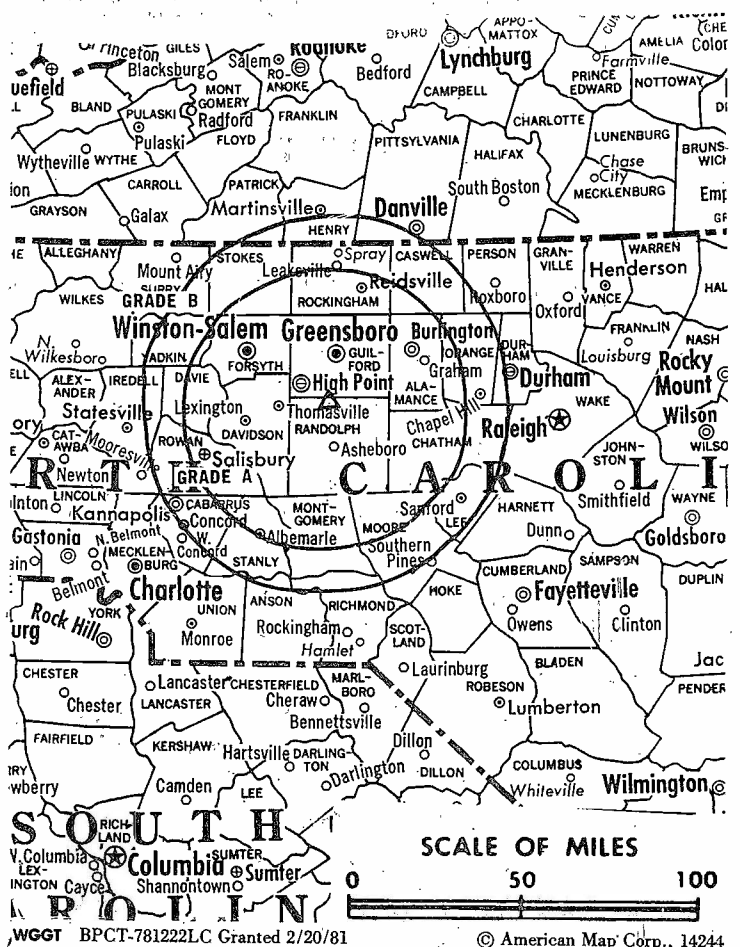 APPO-
MATTOX
GILES
Roanoke
AMELIA
Blacksburg
Salem
RO-
ANOKE
Bedford
Lynchburg
Farmville
PRINCE
EDWARD
NOTTOWAY
BLAND
MONT
GOMERY
CAMPBELL
PULASKI
Radford
FRANKLIN
CHARLOTTE
Pulaski
FLOYD
PITTSYLVANIA
LUNENBURG
Wytheville
WYTHE
HALIFAX
Chase
City
CARROLL
PATRICK
South Boston
MECKLENBURG
GRAYSON
Galax
Martinsville
Danville
HENRY
ALLEGHANY
STOKES
Spray
CASWELL
PERSON
GRAN-
VILLE
WARREN
Mount Airy
Leakesville
Henderson
SURRY
Reidsville
WILKES
GRADE B
ROCKINGHAM
Roxboro
Oxford
VANCE
Winston-Salem
Greensboro
Burlington
FRANKLIN
N.
Wilkesboro
YADKIN
FORSYTH
GUIL-
FORD
ORANGE
DUR-
HAM
Louisburg
NASH
Rocky
Mount
Graham
ALEX-
ANDER
IREDELL
DAVIE
High Point
ALA-
MANCE
Durham
WAKE
Statesville
Lexington
Thomasville
RANDOLPH
Chapel Hill
Raleigh
Wilson
CAT-
AWBA
Mooresville
ROWAN
DAVIDSON
CHATHAM
JOHN-
STON
Newton
Salisbury
Asheboro
GRADE A
R T H C A R O L I
Smithfield
WAYNE
LINCOLN
CABARRUS
MONT-
GOMERY
Sanford
LEE
HARNETT
Kannapolis
Concord
MOORE
Dunn
Goldsboro
Gastonia
N. Belmont
W.
Concord
Albemarle
Southern
Pines
MECKLEN-
BURG
STANLY
CUMBERLAND
SAMPSON
DUPLIN
Belmont
Charlotte
HOKE
Fayetteville
YORK
UNION
ANSON
RICHMOND
Rock Hill
Owens
Clinton
Monroe
Rockingham
SCOT-
LAND
Hamlet
BLADEN
CHESTER
MARL-
BORO
Laurinburg
Lancaster
CHESTERFIELD
ROBESON
PENDER
Chester
LANCASTER
Cheraw
Lumberton
Bennettsville
FAIRFIELD
KERSHAW
Dillon
Hartsville
DARLING-
TON
DILLON
COLUMBUS
Camden
LEE
Darlington
Whiteville
Wilmington
S O U T H
RICH-
LAND
SCALE OF MILES
W. Columbia
Columbia
SUMTER
Sumter
LEX-
INGTON
Cayce
Shannontown
0 50 100
R O L I N
WGGT BPCT-781222LC Granted 2/20/81
© American Map Corp., 14244